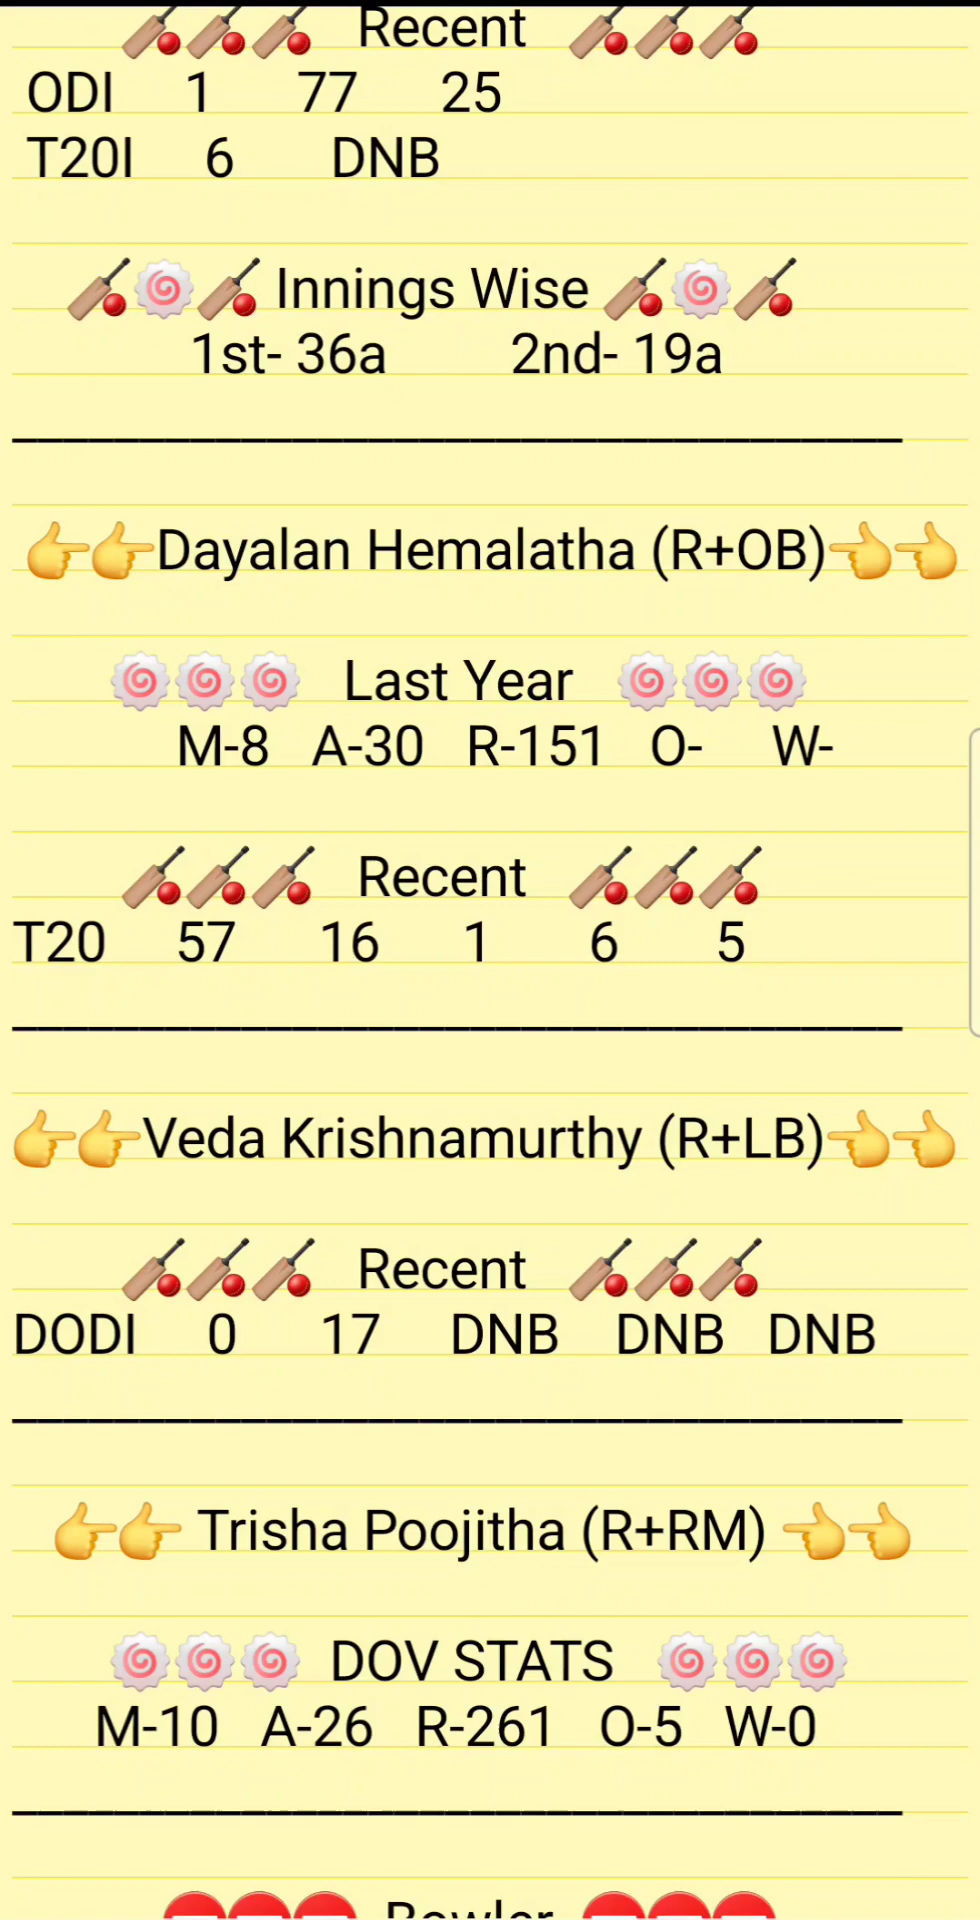 Recent
ODI 1 77 25
T20I 6 DNB
Innings Wise
1st- 36a 2nd- 19a
Dayalan Hemalatha (R+OB)
Last Year
M-8 A-30 R-151 O- W-
Recent
T20 57 16 1 6 5
Veda Krishnamurthy (R+LB)
Recent
DODI 0 17 DNB DNB DNB
Trisha Poojitha (R+RM)
DOV STATS
M-10 A-26 R-261 O-5 W-0
Bowler